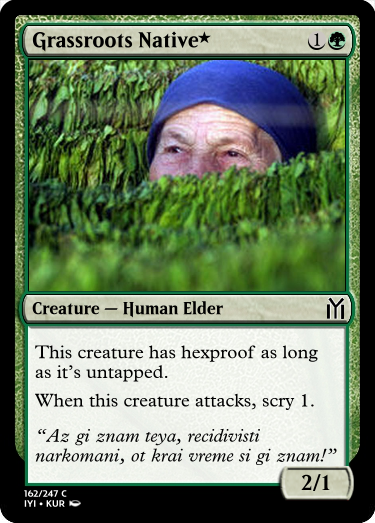 Grassroots Native★ 1
Creature — Human Elder
This creature has hexproof as long
as it's untapped.
When this creature attacks, scry 1.
“Az gi znam teya, recidivisti
narkomani, ot krai vreme si gi znam!”
2/1
162/247 C
IYI • KUR